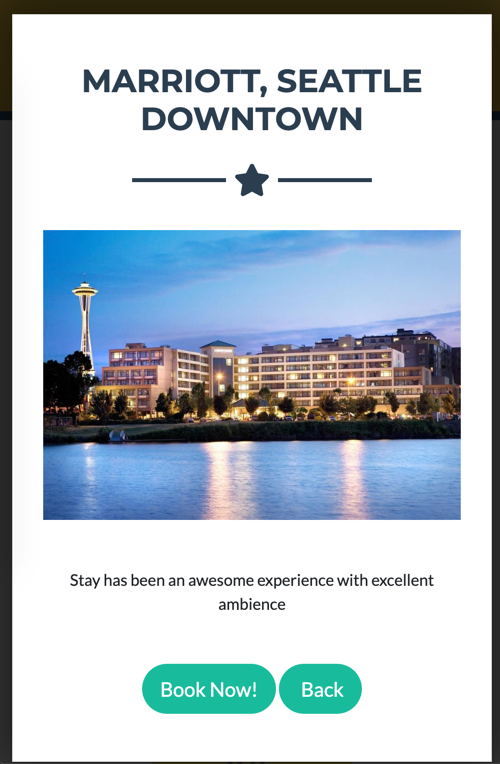 MARRIOTT, SEATTLE
DOWNTOWN
Stay has been an awesome experience with excellent
ambience
Book Now!
Back